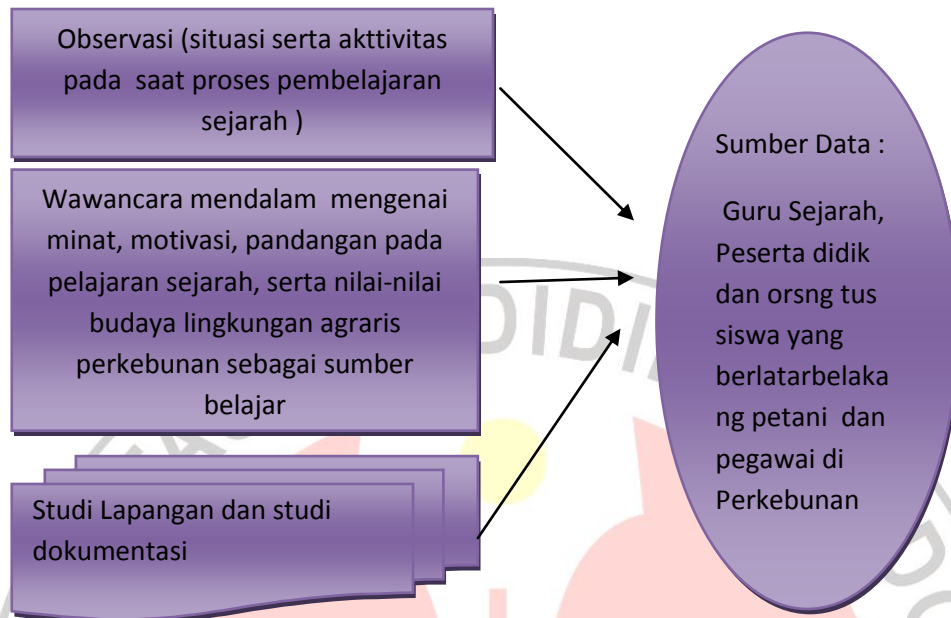 Observasi (situasi serta akttivitas
pada saat proses pembelajaran
sejarah )
Wawancara mendalam mengenai
minat, motivasi, pandangan pada
pelajaran sejarah, serta nilai-nilai
budaya lingkungan agraris
perkebunan sebagai sumber
belajar
Studi Lapangan dan studi
dokumentasi
Sumber Data :
Guru Sejarah,
Peserta didik
dan orsng tus
siswa yang
berlatarbelaka
ng petani dan
pegawai di
Perkebunan